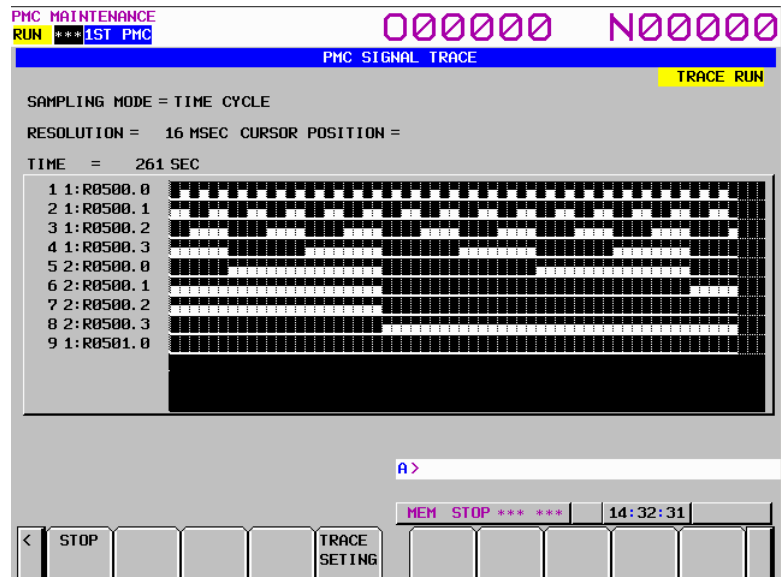 PMC MAINTENANCE
O00000 N00000
RUN *** 1ST PMC
PMC SIGNAL TRACE
TRACE RUN
SAMPLING MODE = TIME CYCLE
RESOLUTION = 16 MSEC CURSOR POSITION =
TIME = 261 SEC
1 1:R0500.0
2 1:R0500.1
3 1:R0500.2
4 1:R0500.3
5 2:R0500.0
6 2:R0500.1
7 2:R0500.2
8 2:R0500.3
9 1:R0501.0
A>
MEM STOP *** *** 14:32:31
< STOP TRACE
SETING